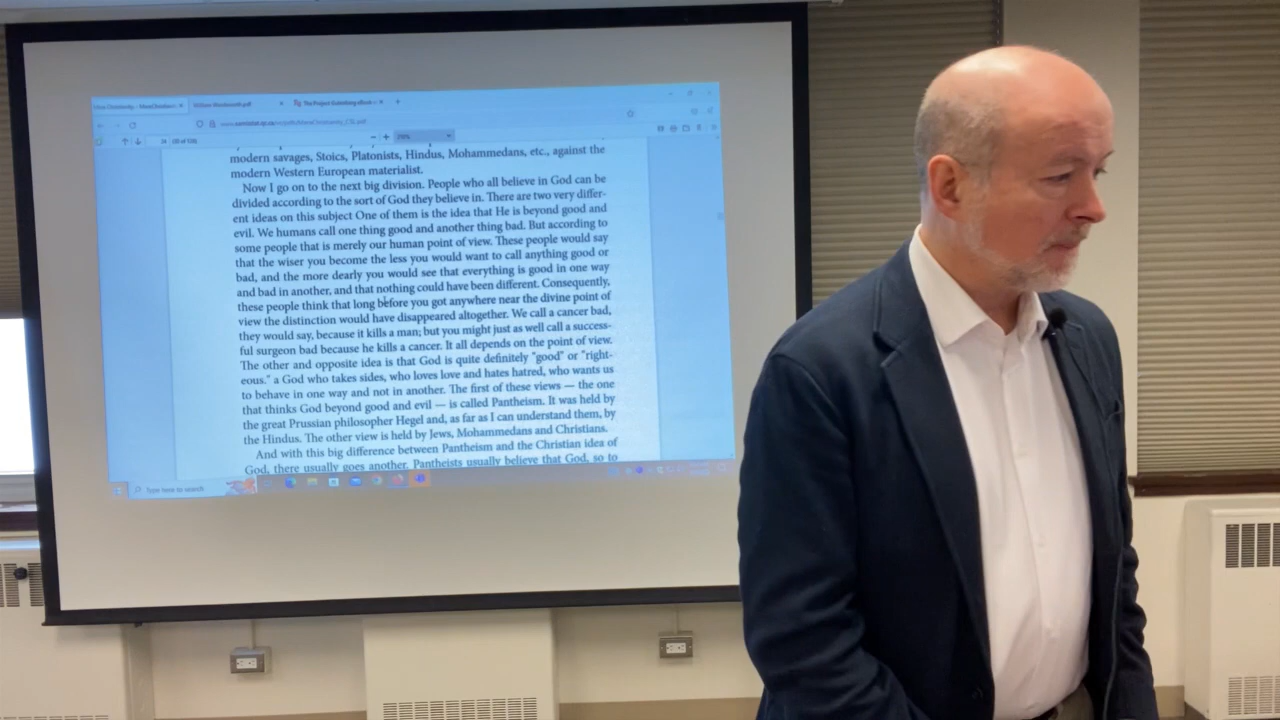 The Project Gutenberg eBook
modern savages, Stoics, Platonists, Hindus, Mohammedans, etc., against the
modern Western European materialist.
Now I go on to the next big division. People who all believe in God can be
divided according to the sort of God they believe in. There are two very differ-
ent ideas on this subject One of them is the idea that He is beyond good and
evil. We humans call one thing good and another thing bad. But according to
some people that is merely our human point of view. These people would say
that the wiser you become the less you would want to call anything good or
bad, and the more dearly you would see that everything is good in one way
and bad in another, and that nothing could have been different. Consequently,
these people think that long before you got anywhere near the divine point of
view the distinction would have disappeared altogether. We call a cancer bad,
they would say, because it kills a man; but you might just as well call a success-
ful surgeon bad because he kills a cancer. It all depends on the point of view.
The other and opposite idea is that God is quite definitely "good" or "right-
eous." a God who takes sides, who loves love and hates hatred, who wants us
to behave in one way and not in another. The first of these views — the one
that thinks God beyond good and evil — is called Pantheism. It was held by
the great Prussian philosopher Hegel and, as far as I can understand them, by
the Hindus. The other view is held by Jews, Mohammedans and Christians.
And with this big difference between Pantheism and the Christian idea of
God, there usually goes another. Pantheists usually believe that God, so to
Type here to search